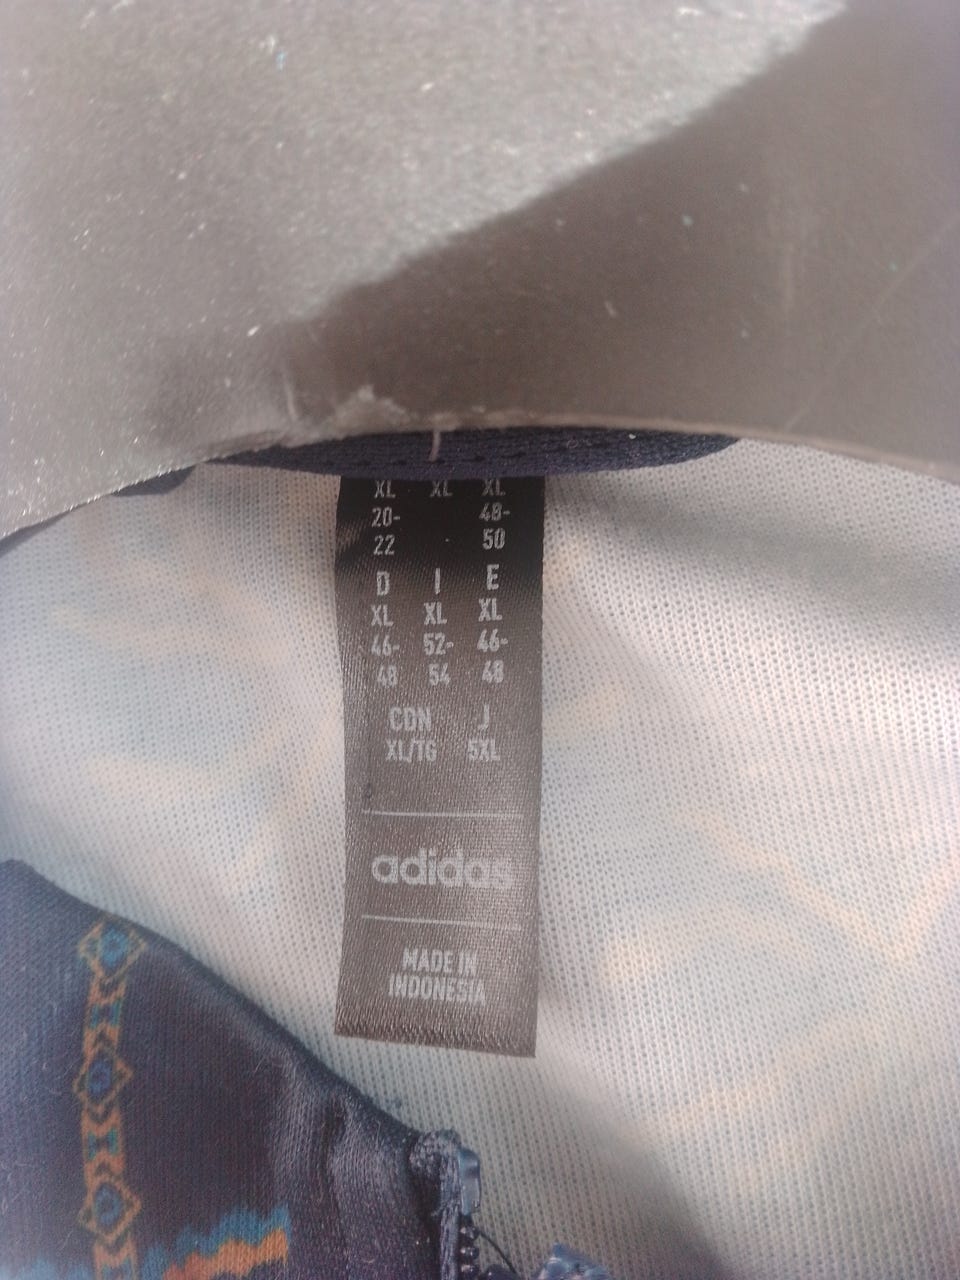 XL XL XL
20- 48-
22 - 50
D I E
XL XL XL
46- 52- 46-
48 54 48
CDN J
XL/TG 5XL
adidas
MADE IN
INDONESIA